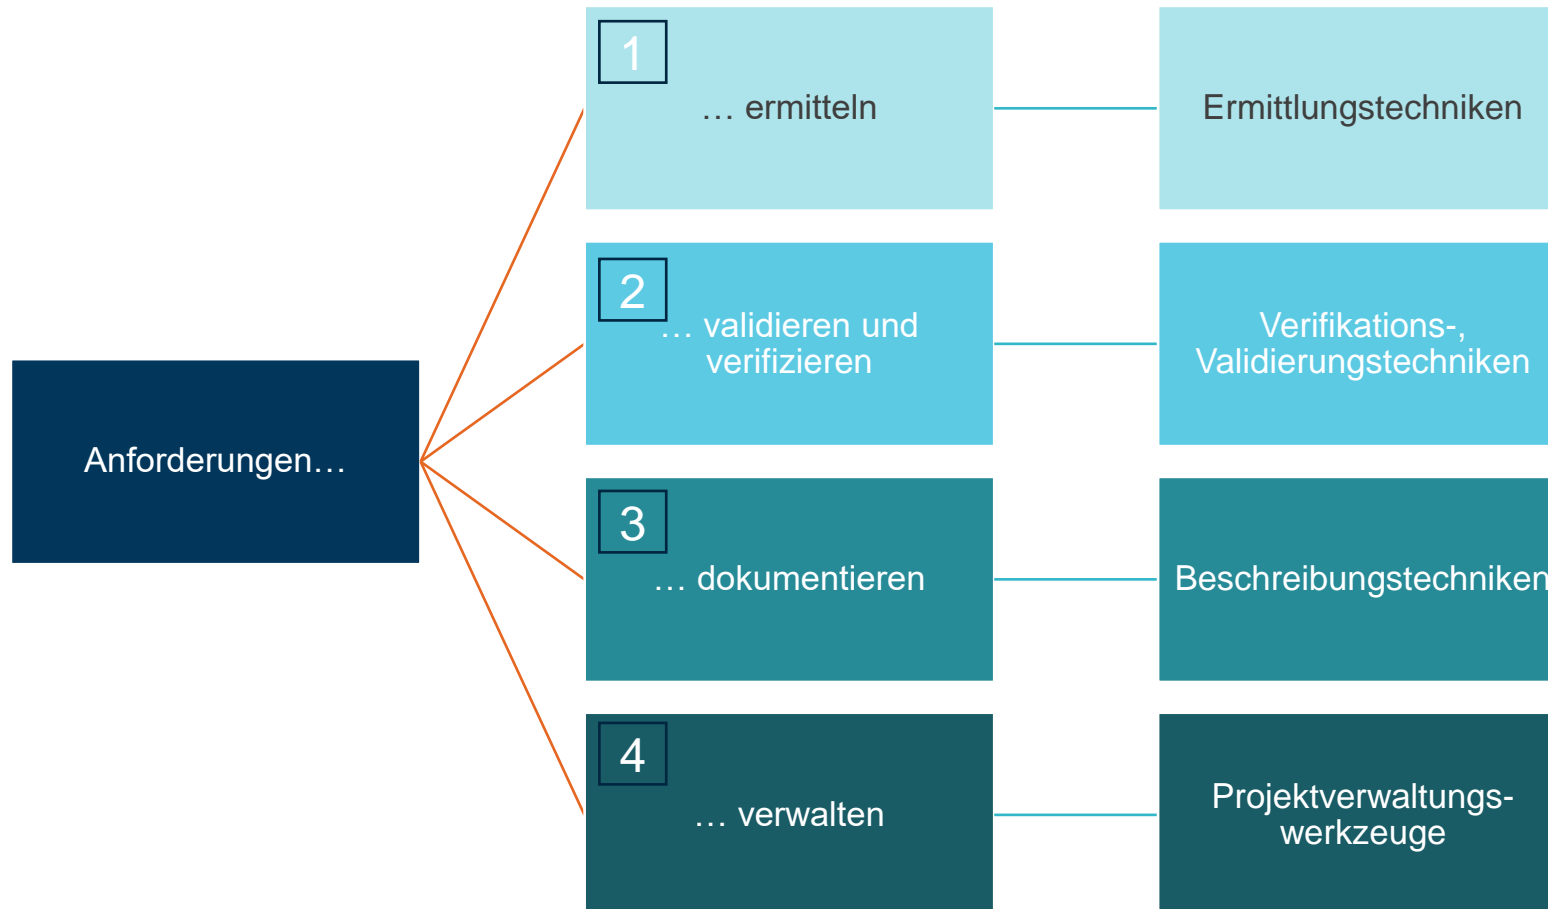 Anforderungen…
1
… ermitteln
Ermittlungstechniken
2
… validieren und
verifizieren
Verifikations-,
Validierungstechniken
3
… dokumentieren
Beschreibungstechniken
4
… verwalten
Projektverwaltungs-
werkzeuge